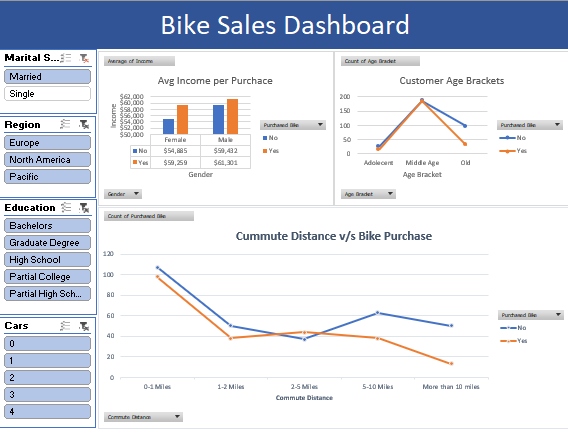 Bike Sales Dashboard
Marital S...
Married
Single
Region
Europe
North America
Pacific
Education
Bachelors
Graduate Degree
High School
Partial College
Partial High Sch...
Cars
0
1
2
3
4
Average of Income
Avg Income per Purchace
Income
$62,000
$60,000
$58,000
$56,000
$54,000
$52,000
$50,000
Female Male
No $54,885 $59,432
Yes $59,259 $61,301
Gender
Purchased Bike
No
Yes
Gender
Count of Age Bracket
Customer Age Brackets
200
150
100
50
0
Adolecent Middle Age Old
Age Bracket
Purchased Bike
No
Yes
Age Bracket
Count of Purchased Bike
Cummute Distance v/s Bike Purchase
120
100
80
60
40
20
0
0-1 Miles 1-2 Miles 2-5 Miles 5-10 Miles More than 10 miles
Commute Distance
Purchased Bike
No
Yes
Commute Distance